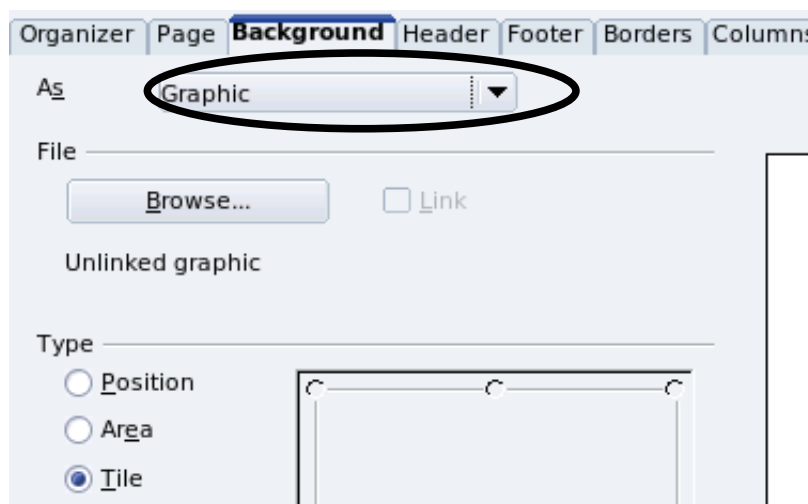 Organizer Page Background Header Footer Borders Columns
As Graphic
File
Browse... Link
Unlinked graphic
Type
Position
Area
Tile